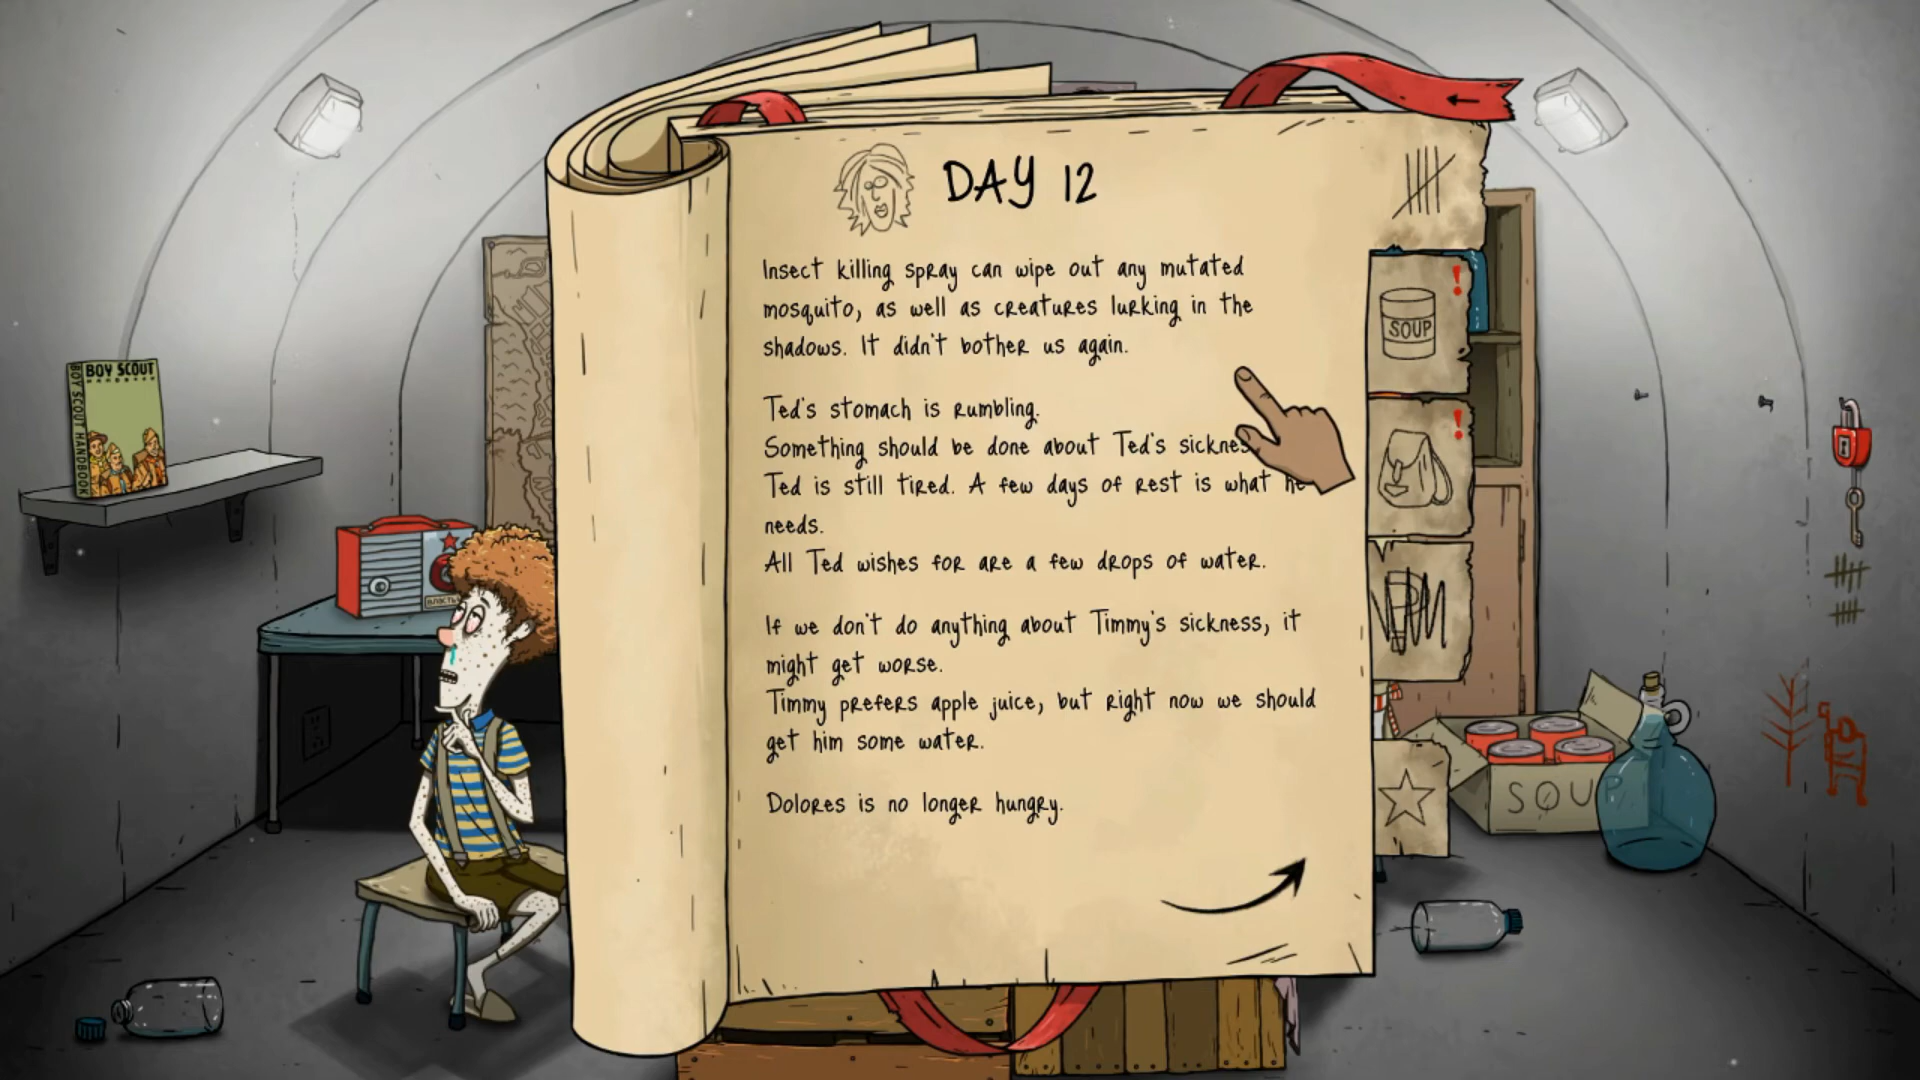 DAY 12
Insect killing spray can wipe out any mutated
mosquito, as well as creatures lurking in the
shadows. It didn't bother us again.
Ted's stomach is rumbling.
Something should be done about Ted's
Ted is still tired. A few days of rest is what
needs.
All Ted wishes for are a few drops of water.
If we don't do anything about Timmy's sickness, it
might get worse.
Timmy prefers apple juice, but right now we should
get him some water.
Dolores is no longer hungry.
BOY SCOUT
BOY SCOUT HANDBOOK
!
SOUP
!
SOUP